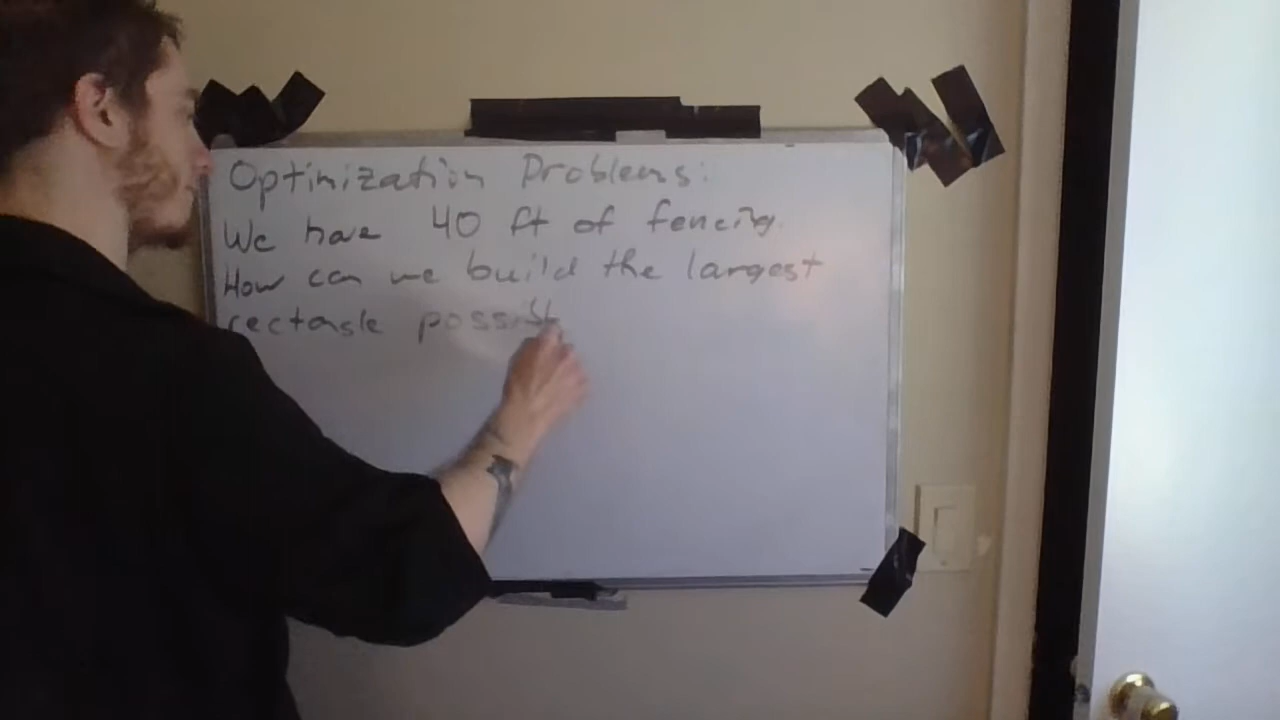 Optimization Problems:
We have 40 ft of fencing.
How can we build the largest
rectangle